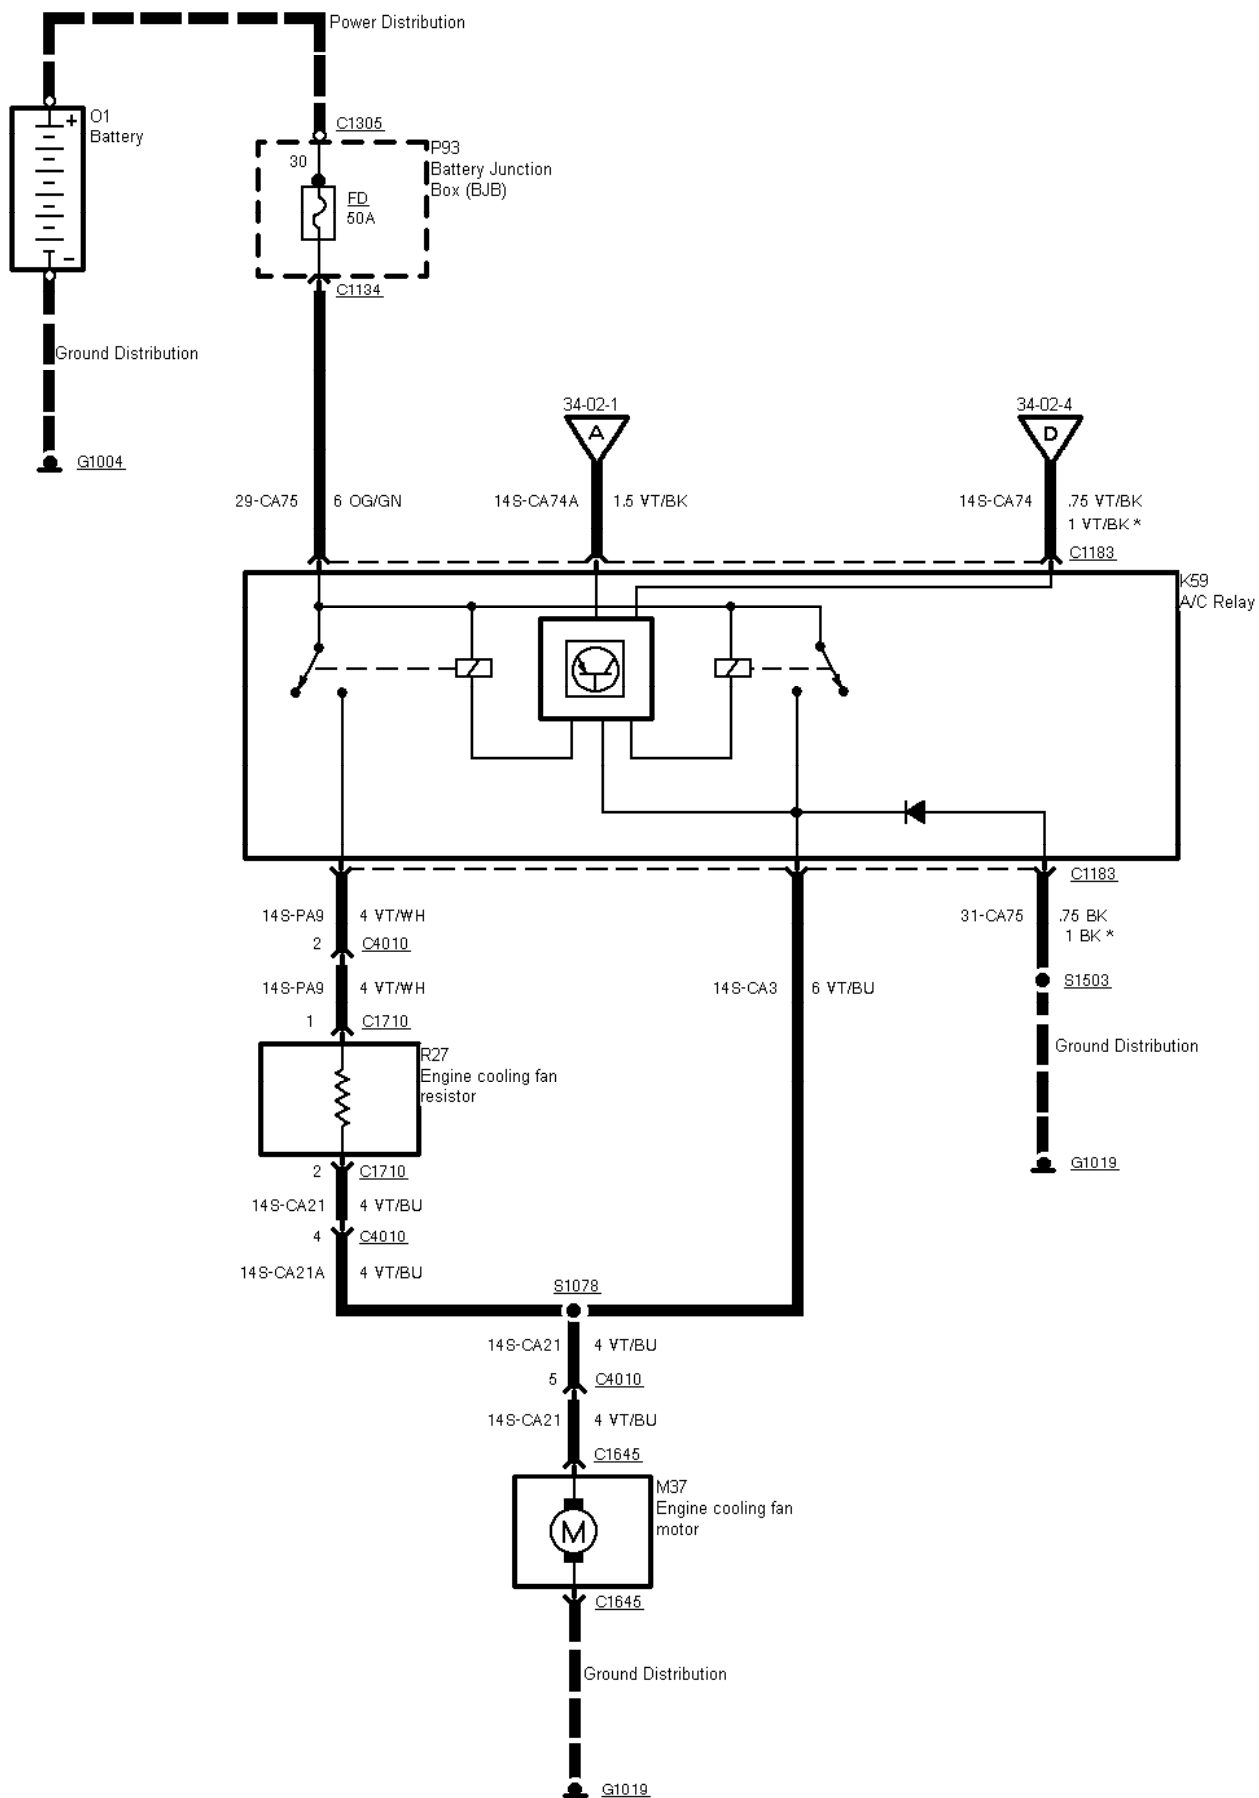 Power Distribution
O1
Battery
+
−
C1305
30
P93
Battery Junction
Box (BJB)
FD
50A
C1134
Ground Distribution
G1004
34-02-1
A
34-02-4
D
29-CA75
6 OG/GN
14S-CA74A
1.5 VT/BK
14S-CA74
.75 VT/BK
1 VT/BK *
C1183
K59
A/C Relay
C1183
14S-PA9
4 VT/WH
2
C4010
31-CA75
.75 BK
1 BK *
S1503
14S-PA9
4 VT/WH
14S-CA3
6 VT/BU
1
C1710
R27
Engine cooling fan
resistor
Ground Distribution
G1019
2
C1710
14S-CA21
4 VT/BU
4
C4010
14S-CA21A
4 VT/BU
S1078
14S-CA21
4 VT/BU
5
C4010
14S-CA21
4 VT/BU
C1645
M37
Engine cooling fan
motor
M
C1645
Ground Distribution
G1019